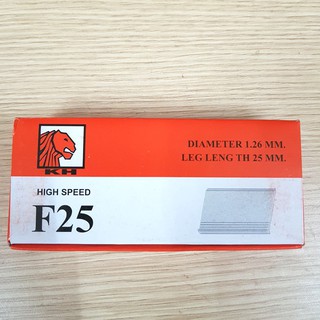 KH
DIAMETER 1.26 MM.
LEG LENG TH 25 MM.
HIGH SPEED
F25